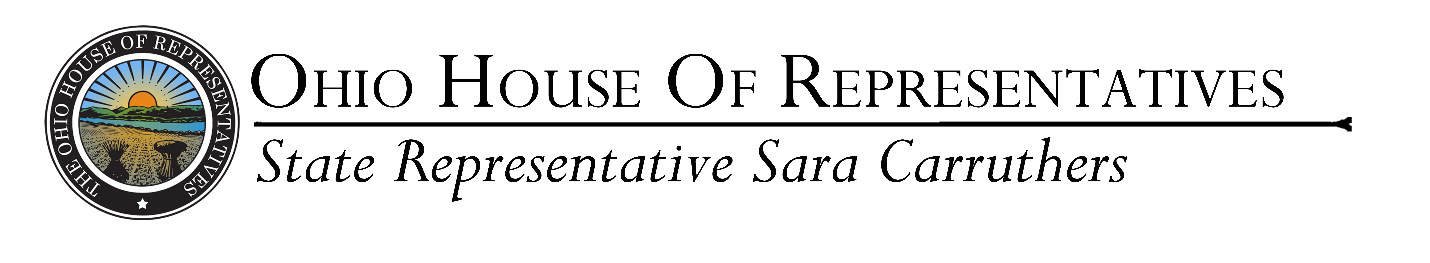 THE OHIO HOUSE OF REPRESENTATIVES
OHIO HOUSE OF REPRESENTATIVES
State Representative Sara Carruthers